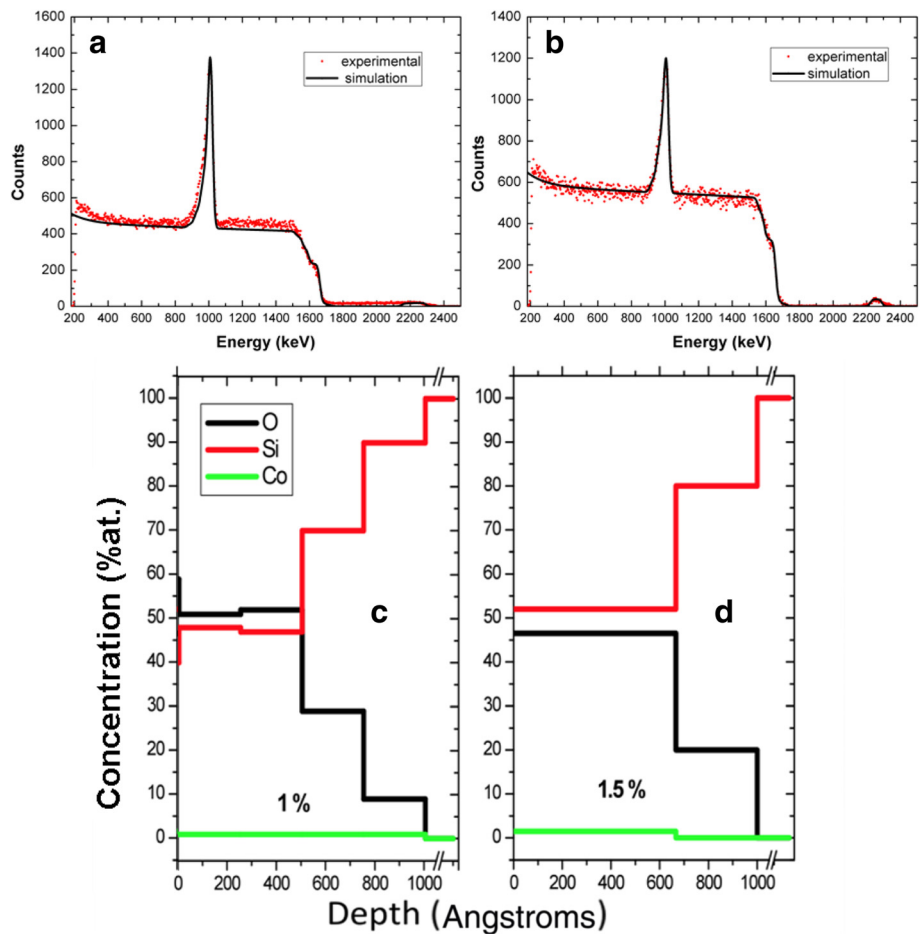 a
experimental
simulation
1600
1400
1200
1000
800
600
400
200
0
Counts
200 400 600 800 1000 1200 1400 1600 1800 2000 2200 2400
Energy (keV)
b
experimental
simulation
1400
1200
1000
800
600
400
200
0
Counts
200 400 600 800 1000 1200 1400 1600 1800 2000 2200 2400
Energy (keV)
O
Si
Co
c
1 %
100
90
80
70
60
50
40
30
20
10
0
Concentration (%at.)
0 200 400 600 800 1000
d
1.5 %
0 200 400 600 800 1000
Depth (Angstroms)